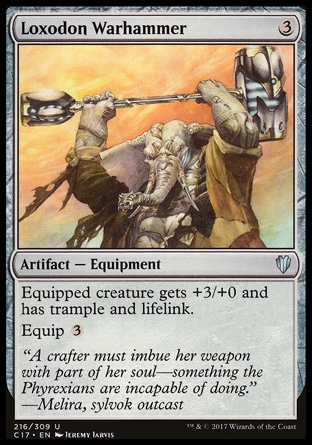 Loxodon Warhammer 3
Artifact — Equipment
Equipped creature gets +3/+0 and
has trample and lifelink.
Equip 3
"A crafter must imbue her weapon
with part of her soul—something the
Phyrexians are incapable of doing."
—Melira, sylvok outcast
216/309 U
C17 • EN Jeremy Jarvis
™ & © 2017 Wizards of the Coast